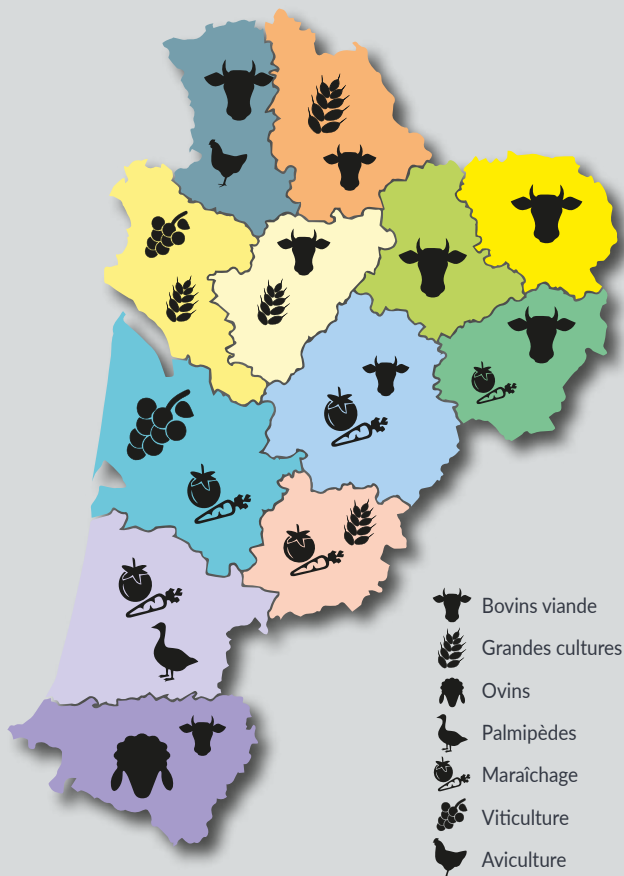 Bovins viande
Grandes cultures
Ovins
Palmipèdes
Maraîchage
Viticulture
Aviculture